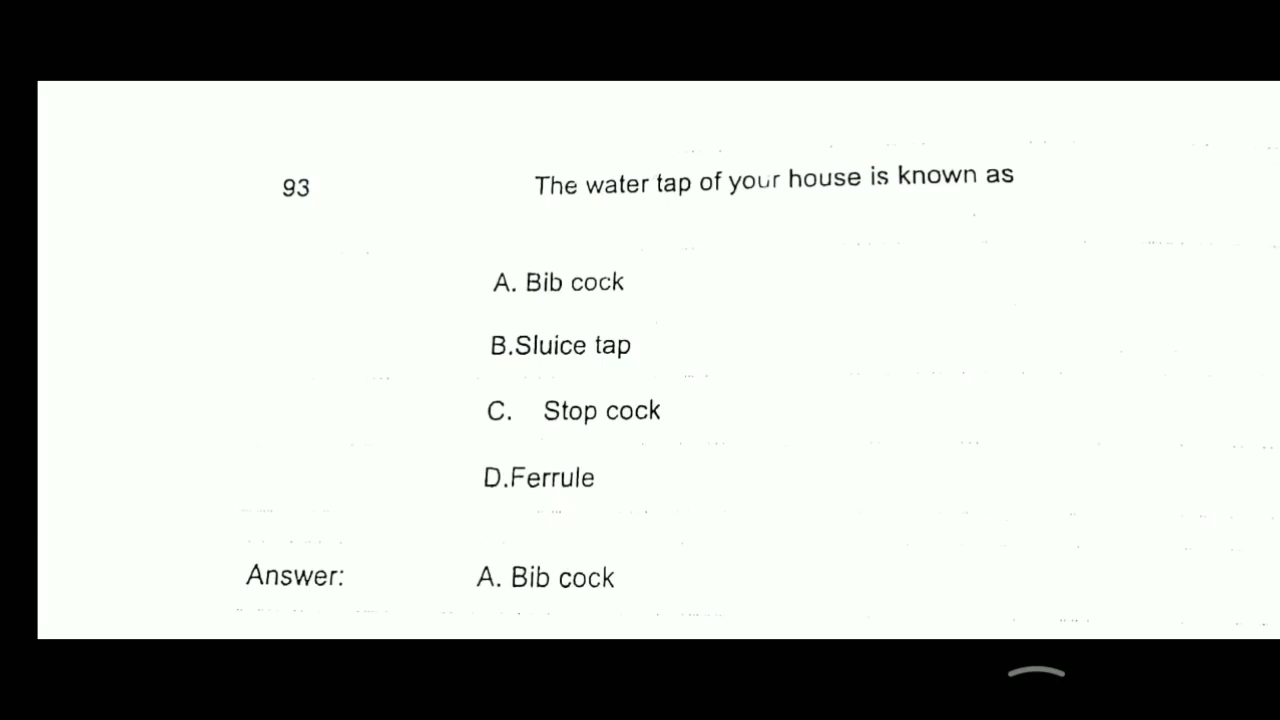 93 The water tap of your house is known as
A. Bib cock
B.Sluice tap
C. Stop cock
D.Ferrule
Answer: A. Bib cock